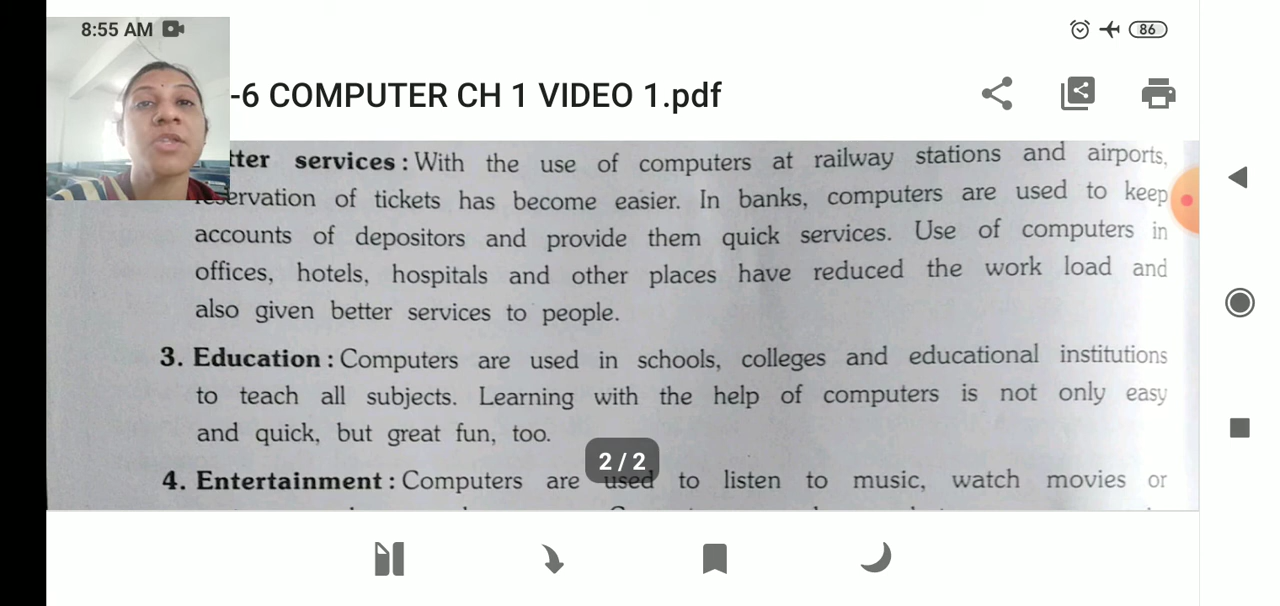 8:55 AM
86
-6 COMPUTER CH 1 VIDEO 1.pdf
services : With the use of computers at railway stations and airports,
of tickets has become easier. In banks, computers are used to keep
accounts of depositors and provide them quick services. Use of computers in
offices, hotels, hospitals and other places have reduced the work load and
also given better services to people.
3. Education : Computers are used in schools, colleges and educational institutions
to teach all subjects. Learning with the help of computers is not only easy
and quick, but great fun, too.
2 / 2
4. Entertainment : Computers are used to listen to music, watch movies or